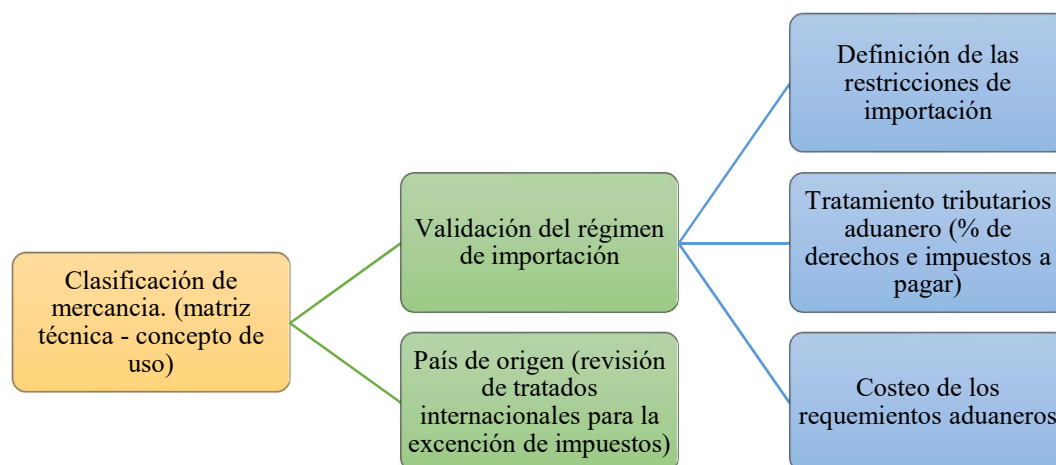 Clasificación de
mercancia. (matriz
técnica - concepto de
uso)
Validación del régimen
de importación
País de origen (revisión
de tratados
internacionales para la
excención de impuestos)
Definición de las
restricciones de
importación
Tratamiento tributarios
aduanero (% de
derechos e impuestos a
pagar)
Costeo de los
requemientos aduaneros